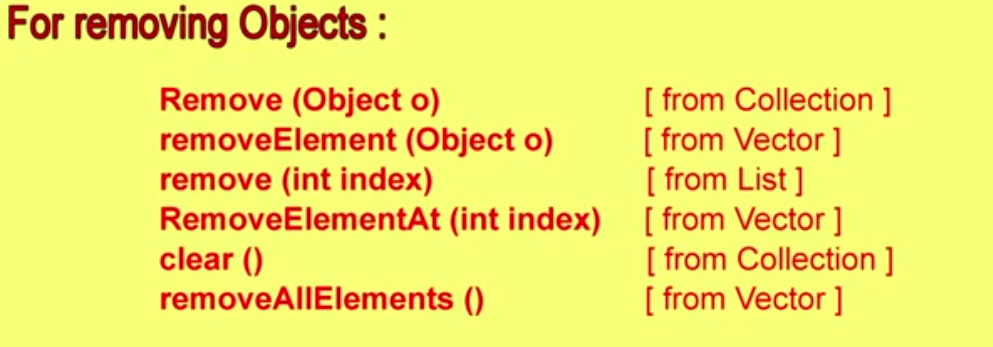 For removing Objects :
Remove (Object o) [ from Collection ]
removeElement (Object o) [ from Vector ]
remove (int index) [ from List ]
RemoveElementAt (int index) [ from Vector ]
clear () [ from Collection ]
removeAllElements () [ from Vector ]